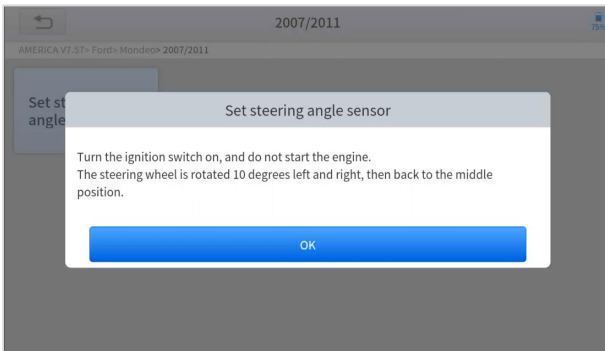 2007/2011
75%
AMERICA V7.57> Ford> Mondeo> 2007/2011
Set st
angle
Set steering angle sensor
Turn the ignition switch on, and do not start the engine.
The steering wheel is rotated 10 degrees left and right, then back to the middle
position.
OK